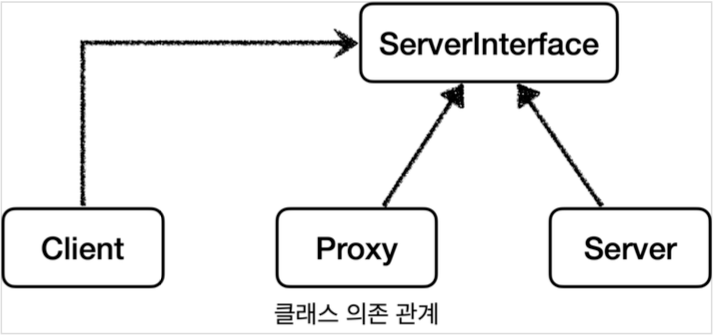 ServerInterface
Client
Proxy
Server
클래스 의존 관계